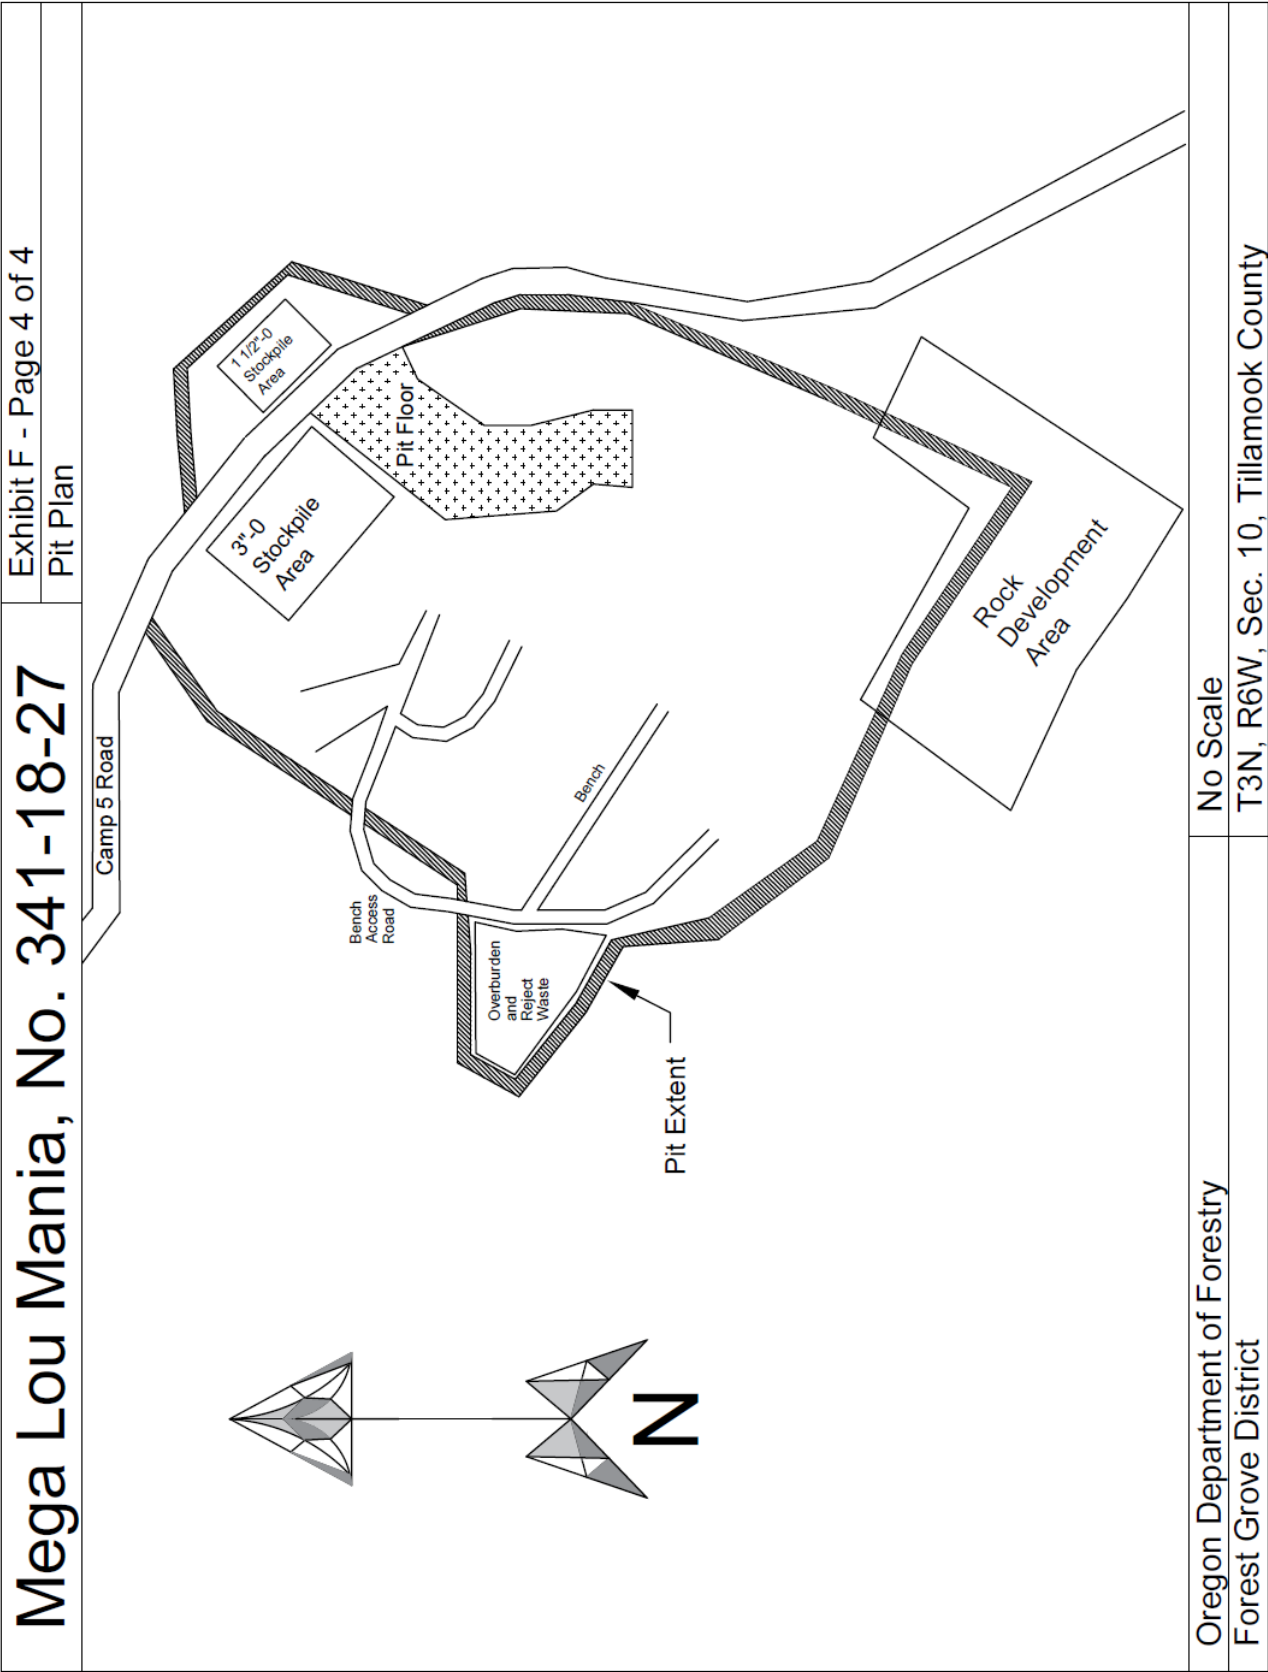 Mega Lou Mania, No. 341-18-27
Exhibit F - Page 4 of 4
Pit Plan
Camp 5 Road
1 1/2"-0
Stockpile
Area
3"-0
Stockpile
Area
Pit Floor
Bench
Access
Road
Bench
Overburden
and
Reject
Waste
Pit Extent
Rock
Development
Area
N
Oregon Department of Forestry
Forest Grove District
No Scale
T3N, R6W, Sec. 10, Tillamook County